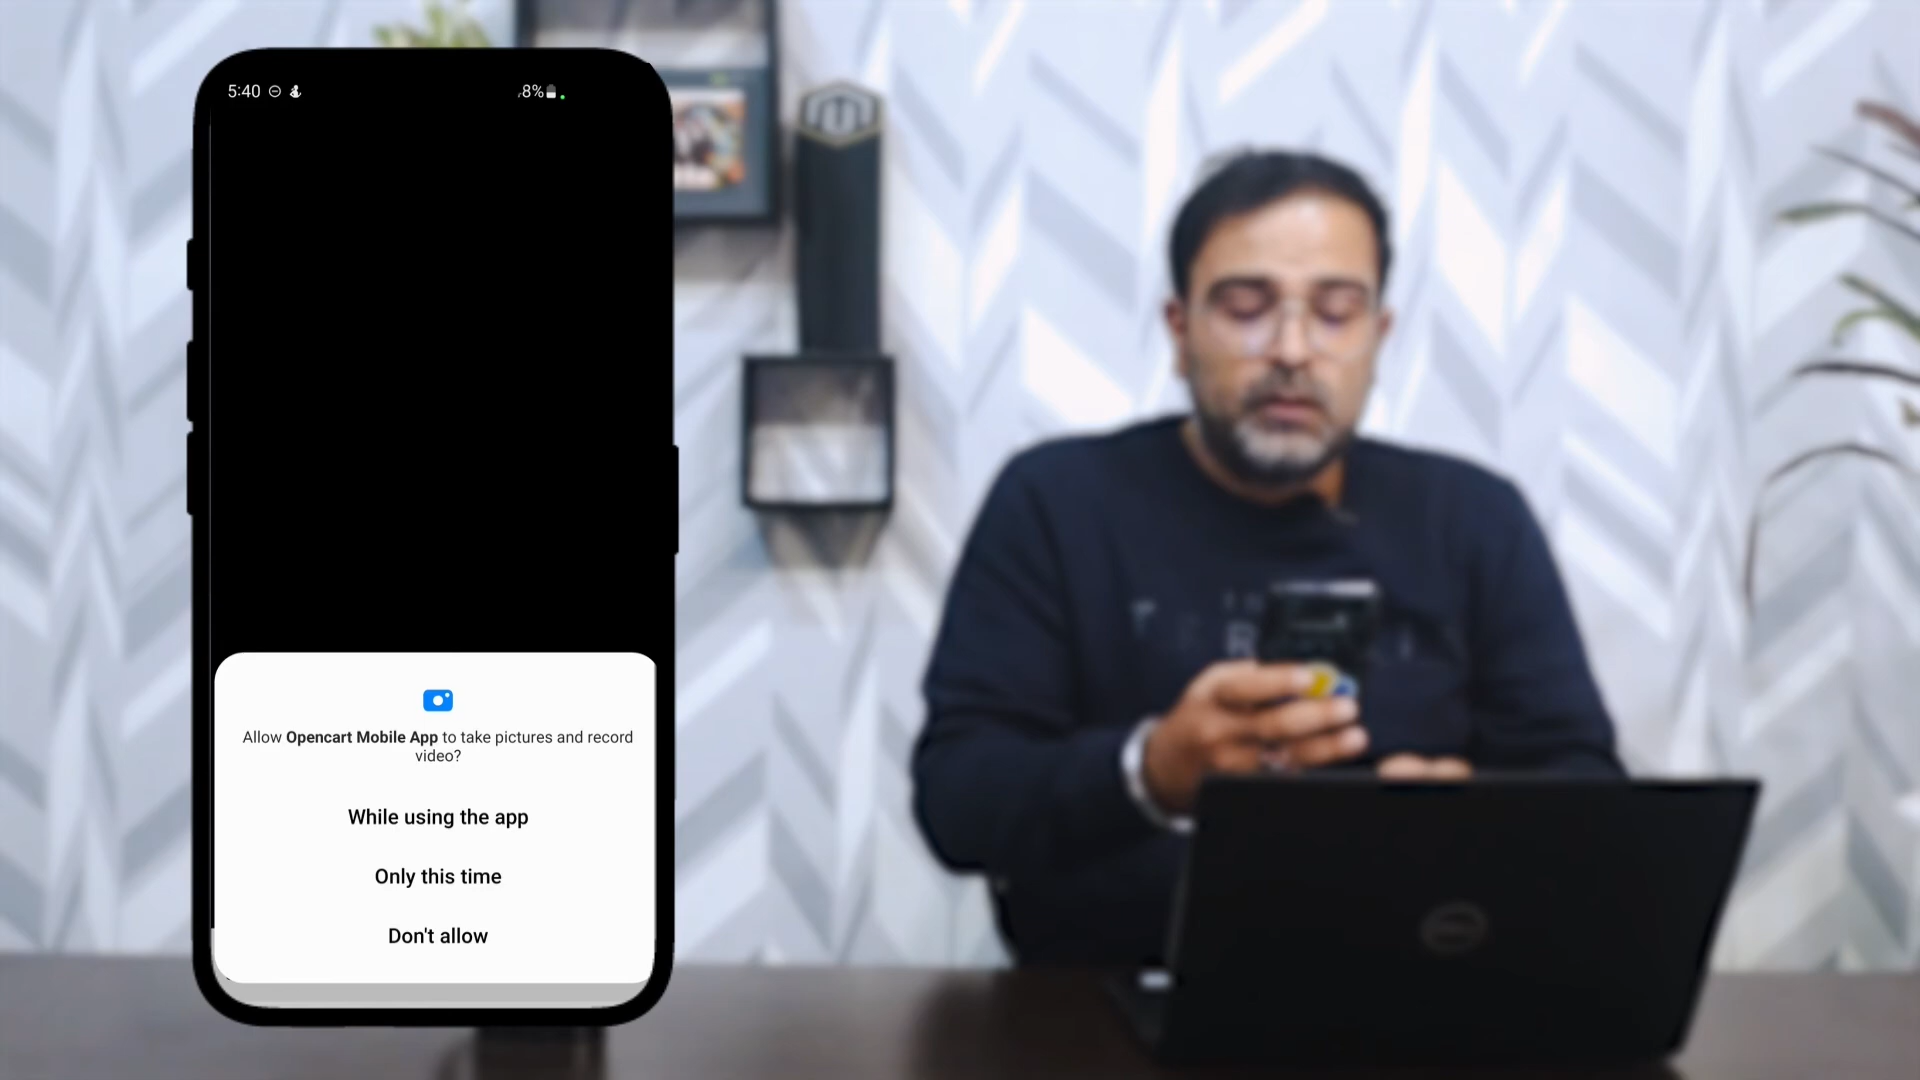 5:40
8%
Allow Opencart Mobile App to take pictures and record
video?
While using the app
Only this time
Don't allow